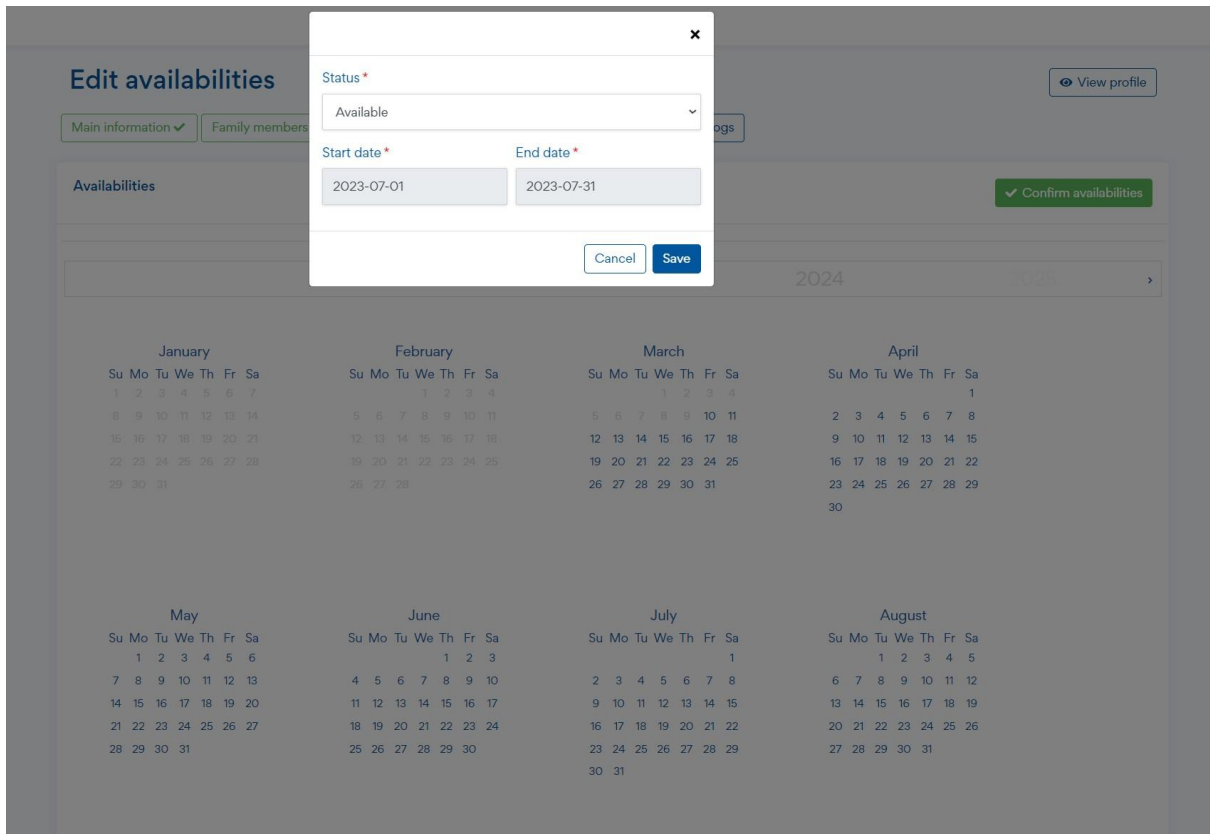 ×
Status *
Available
Start date * End date *
2023-07-01 2023-07-31
Cancel Save
Edit availabilities View profile
Main information Family members ogs
Availabilities Confirm availabilities
2024 2025
January February March April
Su Mo Tu We Th Fr Sa Su Mo Tu We Th Fr Sa Su Mo Tu We Th Fr Sa Su Mo Tu We Th Fr Sa
1 2 3 4 5 6 7 1 2 3 4 1 2 3 4 1
8 9 10 11 12 13 14 5 6 7 8 9 10 11 5 6 7 8 9 10 11 2 3 4 5 6 7 8
15 16 17 18 19 20 21 12 13 14 15 16 17 18 12 13 14 15 16 17 18 9 10 11 12 13 14 15
22 23 24 25 26 27 28 19 20 21 22 23 24 25 19 20 21 22 23 24 25 16 17 18 19 20 21 22
29 30 31 26 27 28 26 27 28 29 30 31 23 24 25 26 27 28 29
30
May June July August
Su Mo Tu We Th Fr Sa Su Mo Tu We Th Fr Sa Su Mo Tu We Th Fr Sa Su Mo Tu We Th Fr Sa
1 2 3 4 5 6 1 2 3 1 1 2 3 4 5
7 8 9 10 11 12 13 4 5 6 7 8 9 10 2 3 4 5 6 7 8 6 7 8 9 10 11 12
14 15 16 17 18 19 20 11 12 13 14 15 16 17 9 10 11 12 13 14 15 13 14 15 16 17 18 19
21 22 23 24 25 26 27 18 19 20 21 22 23 24 16 17 18 19 20 21 22 20 21 22 23 24 25 26
28 29 30 31 25 26 27 28 29 30 23 24 25 26 27 28 29 27 28 29 30 31
30 31